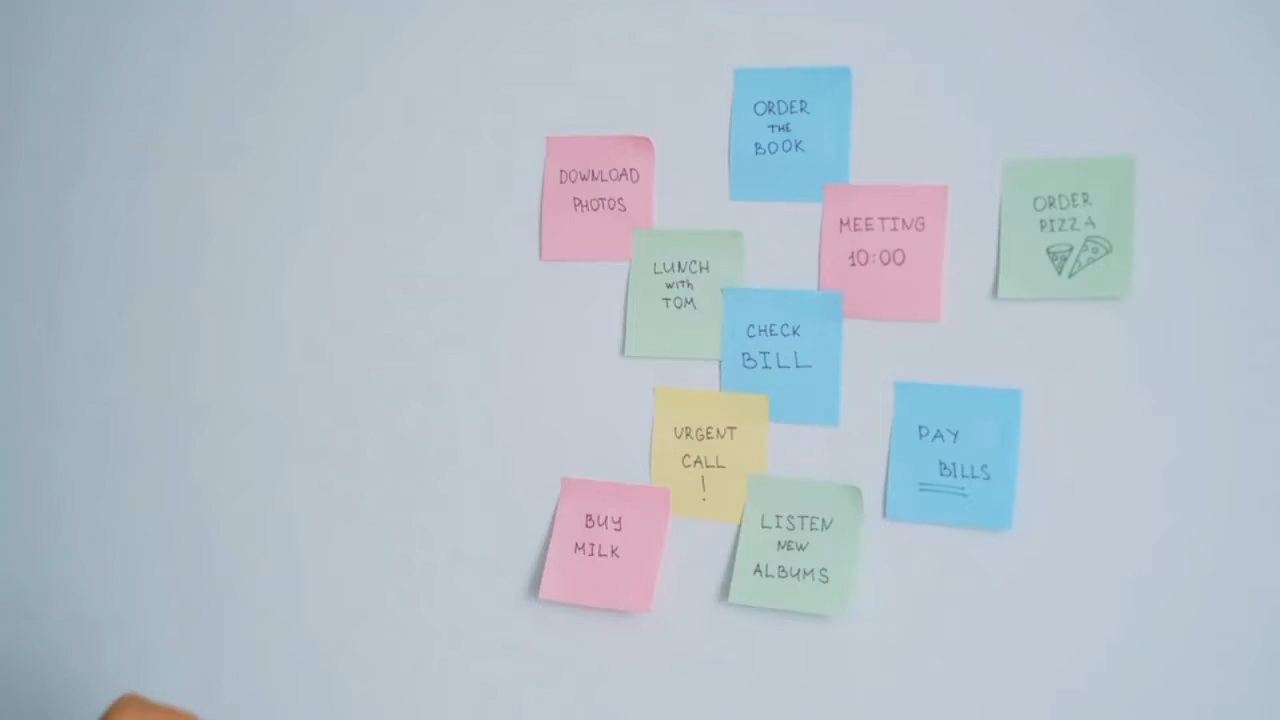 ORDER
THE
BOOK
DOWNLOAD
PHOTOS
MEETING
10:00
ORDER
PIZZA
LUNCH
with
TOM
CHECK
BILL
URGENT
CALL
!
PAY
BILLS
BUY
MILK
LISTEN
NEW
ALBUMS